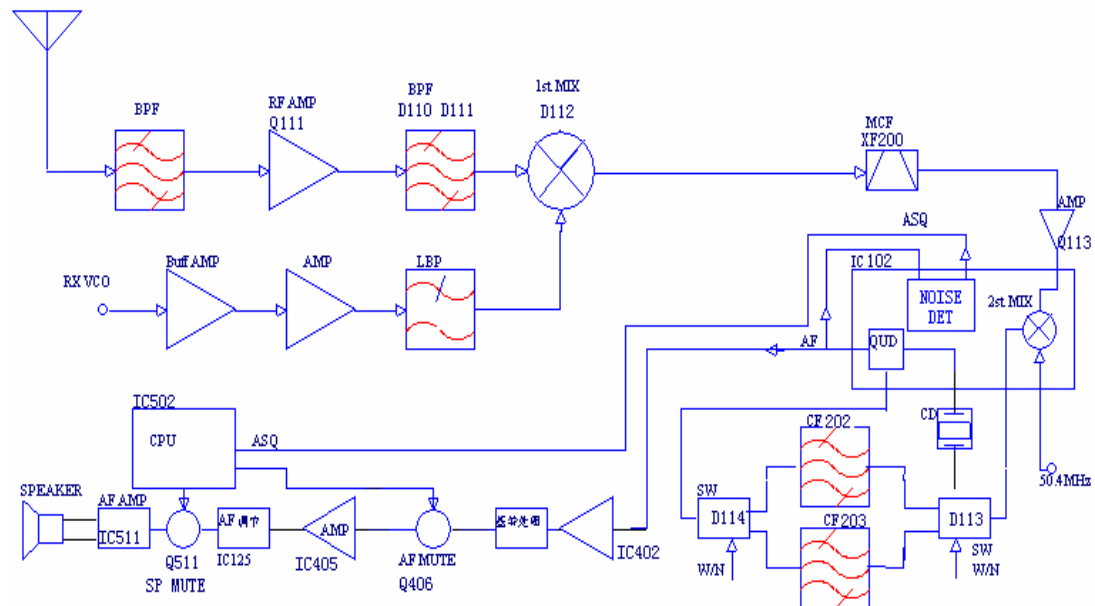 BPF
RF AMP
Q111
BPF
D110 D111
1st MIX
D112
MCF
XF200
AMP
Q113
ASQ
RX VCO
Buff AMP
AMP
LBP
IC102
NOISE
DET
2st MIX
AF
QUD
CD
50.4MHz
IC502
CPU
ASQ
CF202
CF203
SW
D114
W/N
D113
SW
W/N
SPEAKER
AF AMP
IC511
Q511
SP MUTE
AF 调节
IC125
AMP
IC405
AF MUTE
Q406
IC402